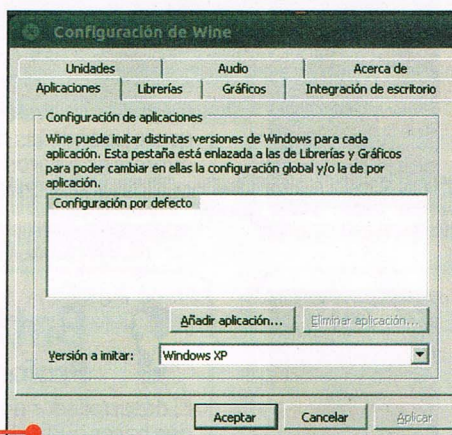 Configuración de Wine
Unidades Audio Acerca de
Aplicaciones Librerías Gráficos Integración de escritorio
Configuración de aplicaciones
Wine puede imitar distintas versiones de Windows para cada
aplicación. Esta pestaña está enlazada a las de Librerías y Gráficos
para poder cambiar en ellas la configuración global y/o la de por
aplicación.
Configuración por defecto
Añadir aplicación... Eliminar aplicación...
Versión a imitar: Windows XP
Aceptar Cancelar Aplicar